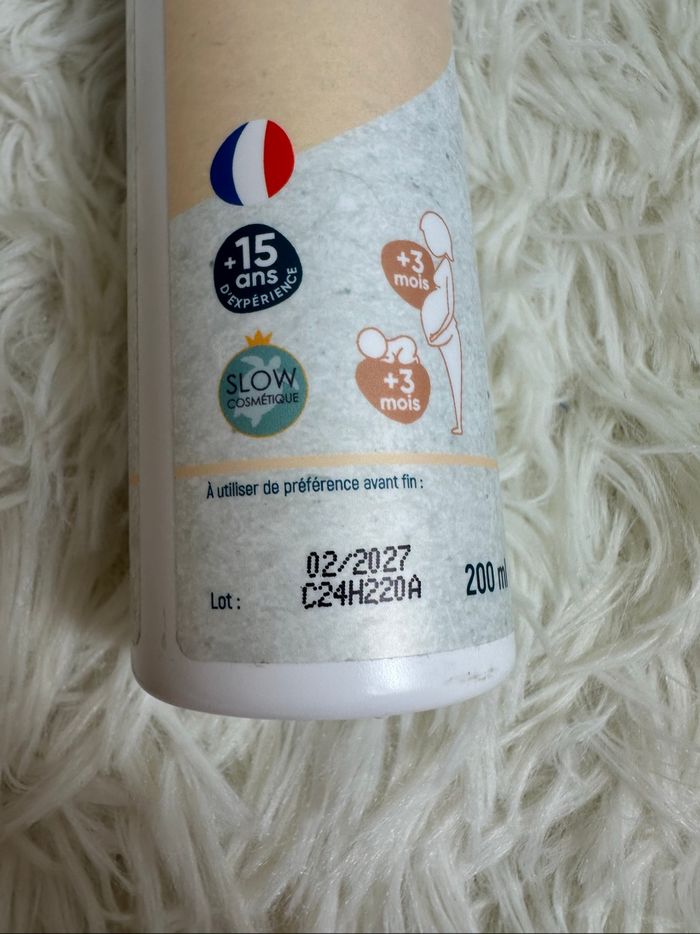 +15
ans
D'EXPÉRIENCE
+3
mois
SLOW
COSMÉTIQUE
+3
mois
À utiliser de préférence avant fin :
02/2027
Lot :
C24H220A
200 ml